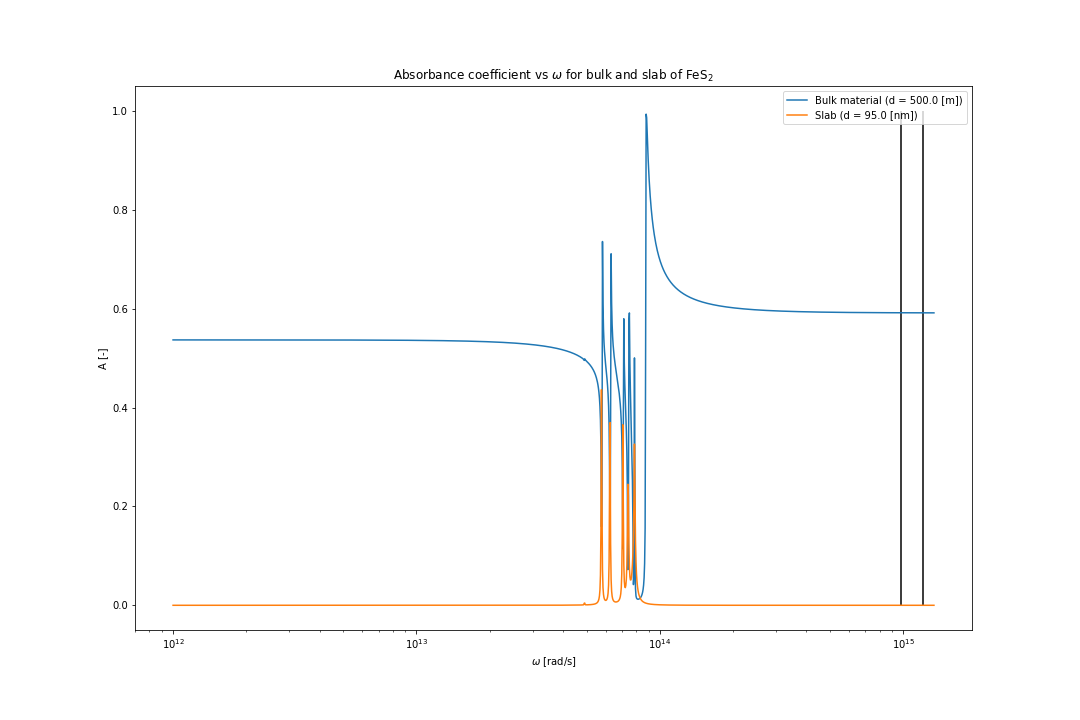 Absorbance coefficient vs ω for bulk and slab of FeS₂
Bulk material (d = 500.0 [m])
Slab (d = 95.0 [nm])
A [-]
1.0
0.8
0.6
0.4
0.2
0.0
10¹² 10¹³ 10¹⁴ 10¹⁵
ω [rad/s]